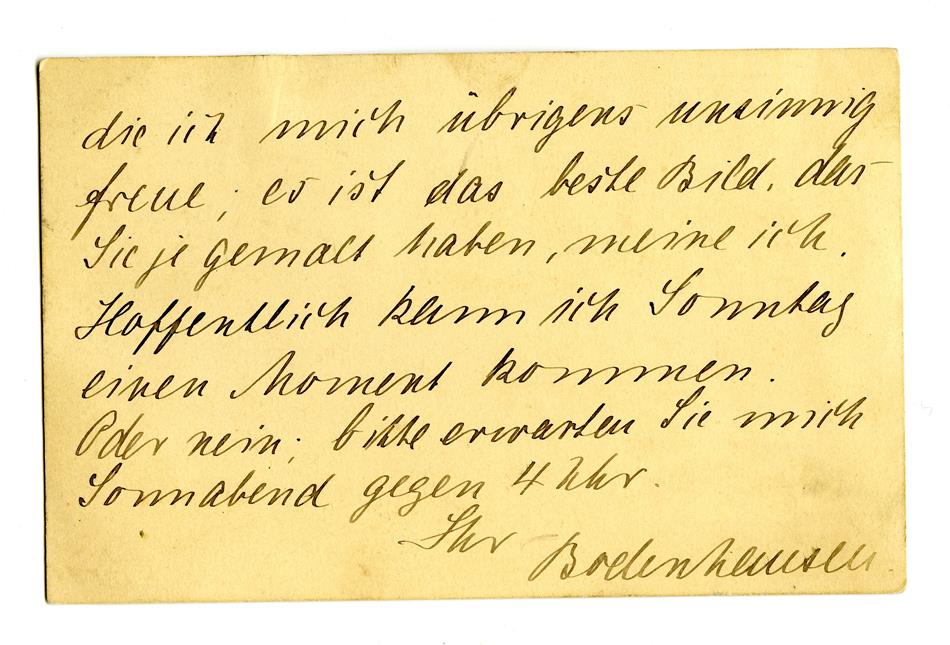 die ich mich übrigens unsinnig
freue; es ist das beste Bild, das
Sie je gemalt haben, meine ich.
Hoffentlich kann ich Sonntag
einen Moment kommen.
Oder nein; bitte erwarten Sie mich
Sonnabend gegen 4 Uhr.
Ihr Bodenhausen.